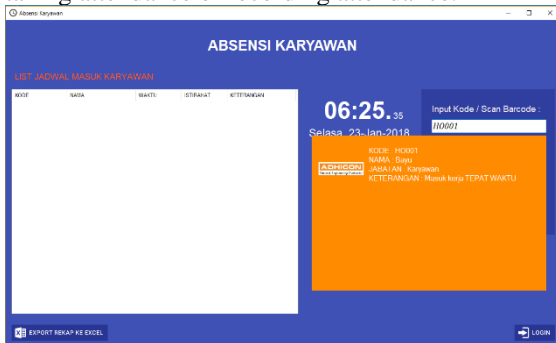 Absensi Karyawan
ABSENSI KARYAWAN
LIST JADWAL MASUK KARYAWAN
KODE NAMA WAKTU ISTIRAHAT KETERANGAN
06:25.35
Selasa, 23-Jan-2018
Input Kode / Scan Barcode :
H0001
KODE : H0001
NAMA : Bayu
JABATAN : Karyawan
KETERANGAN : Masuk kerja TEPAT WAKTU
ADHICON
EXPORT REKAP KE EXCEL
LOGIN